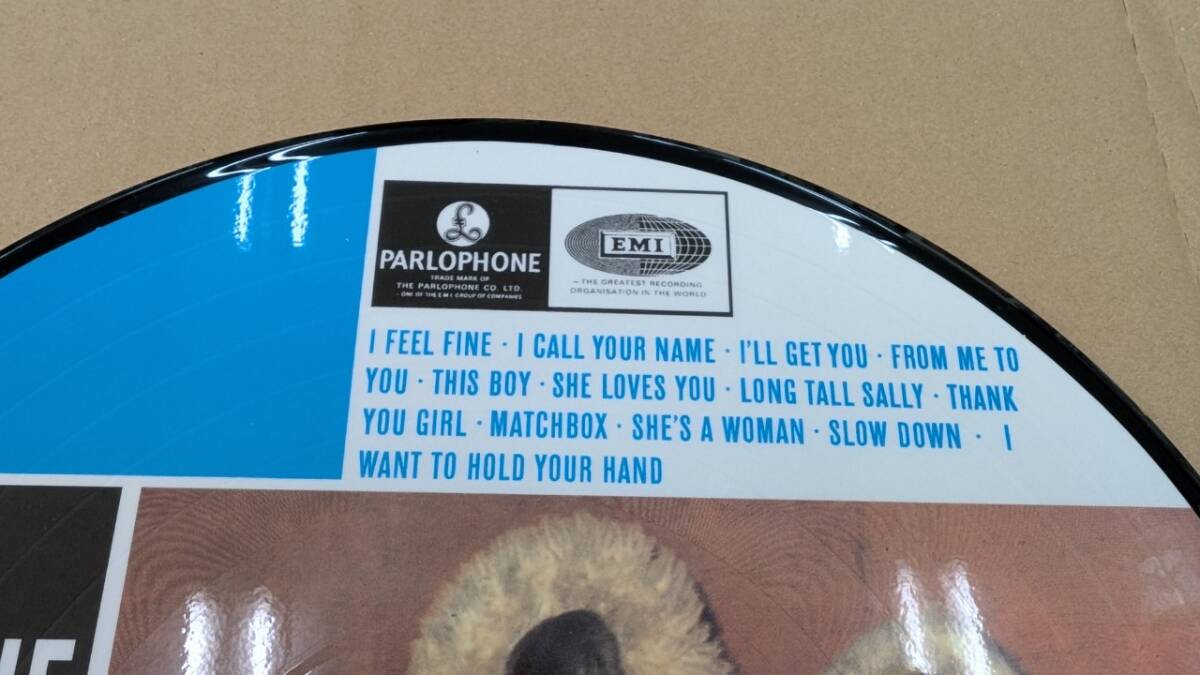 £
PARLOPHONE
TRADE MARK OF
THE PARLOPHONE CO. LTD.
- ONE OF THE E.M.I. GROUP OF COMPANIES
EMI
—THE GREATEST RECORDING
ORGANISATION IN THE WORLD
I FEEL FINE · I CALL YOUR NAME · I'LL GET YOU · FROM ME TO
YOU · THIS BOY · SHE LOVES YOU · LONG TALL SALLY · THANK
YOU GIRL · MATCHBOX · SHE'S A WOMAN · SLOW DOWN · I
WANT TO HOLD YOUR HAND